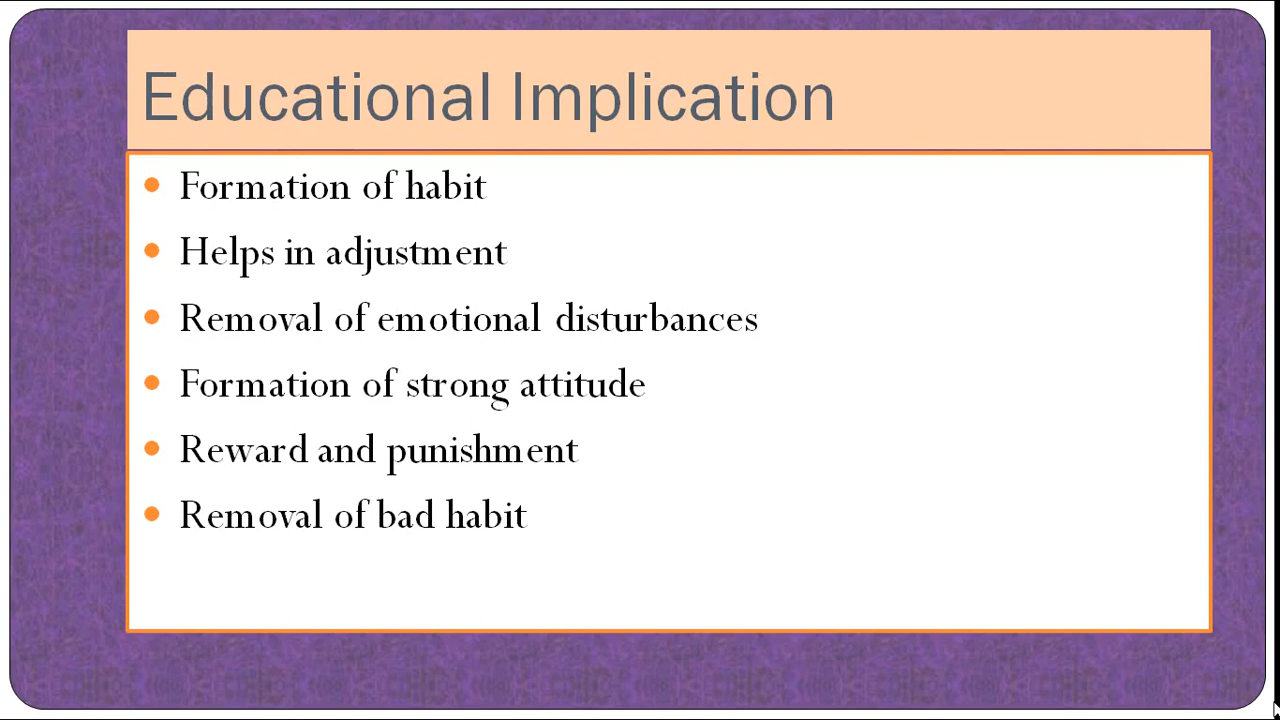 Educational Implication
Formation of habit
Helps in adjustment
Removal of emotional disturbances
Formation of strong attitude
Reward and punishment
Removal of bad habit